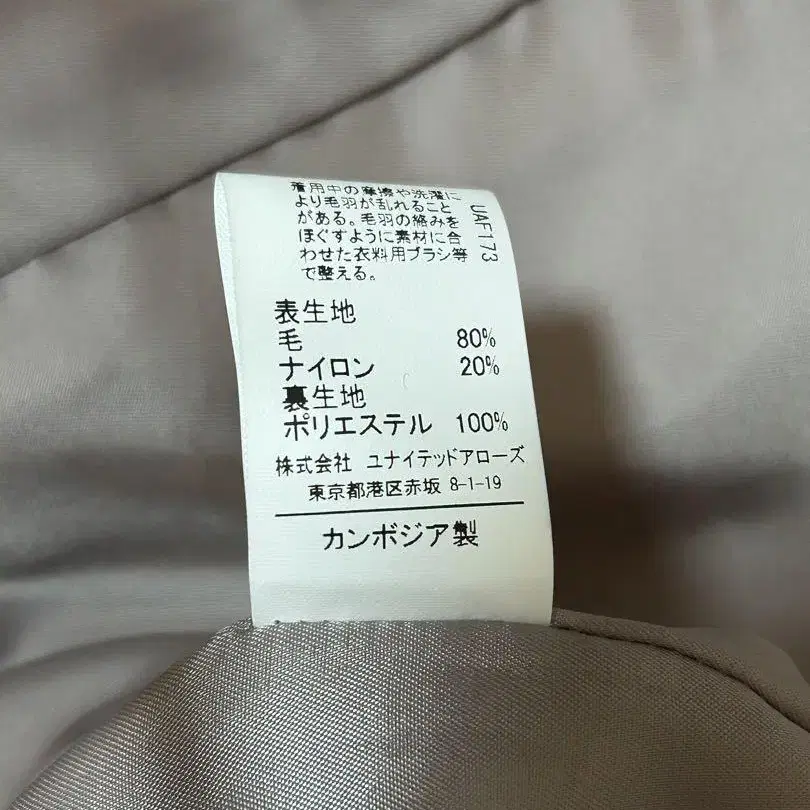 着用中の摩擦や洗濯に
より毛羽が乱れること
がある。毛羽の絡みを
ほぐすように素材に合
わせた衣料用ブラシ等
で整える。
UAF173
表生地
毛 80%
ナイロン 20%
裏生地
ポリエステル 100%
株式会社 ユナイテッドアローズ
東京都港区赤坂 8-1-19
カンボジア製